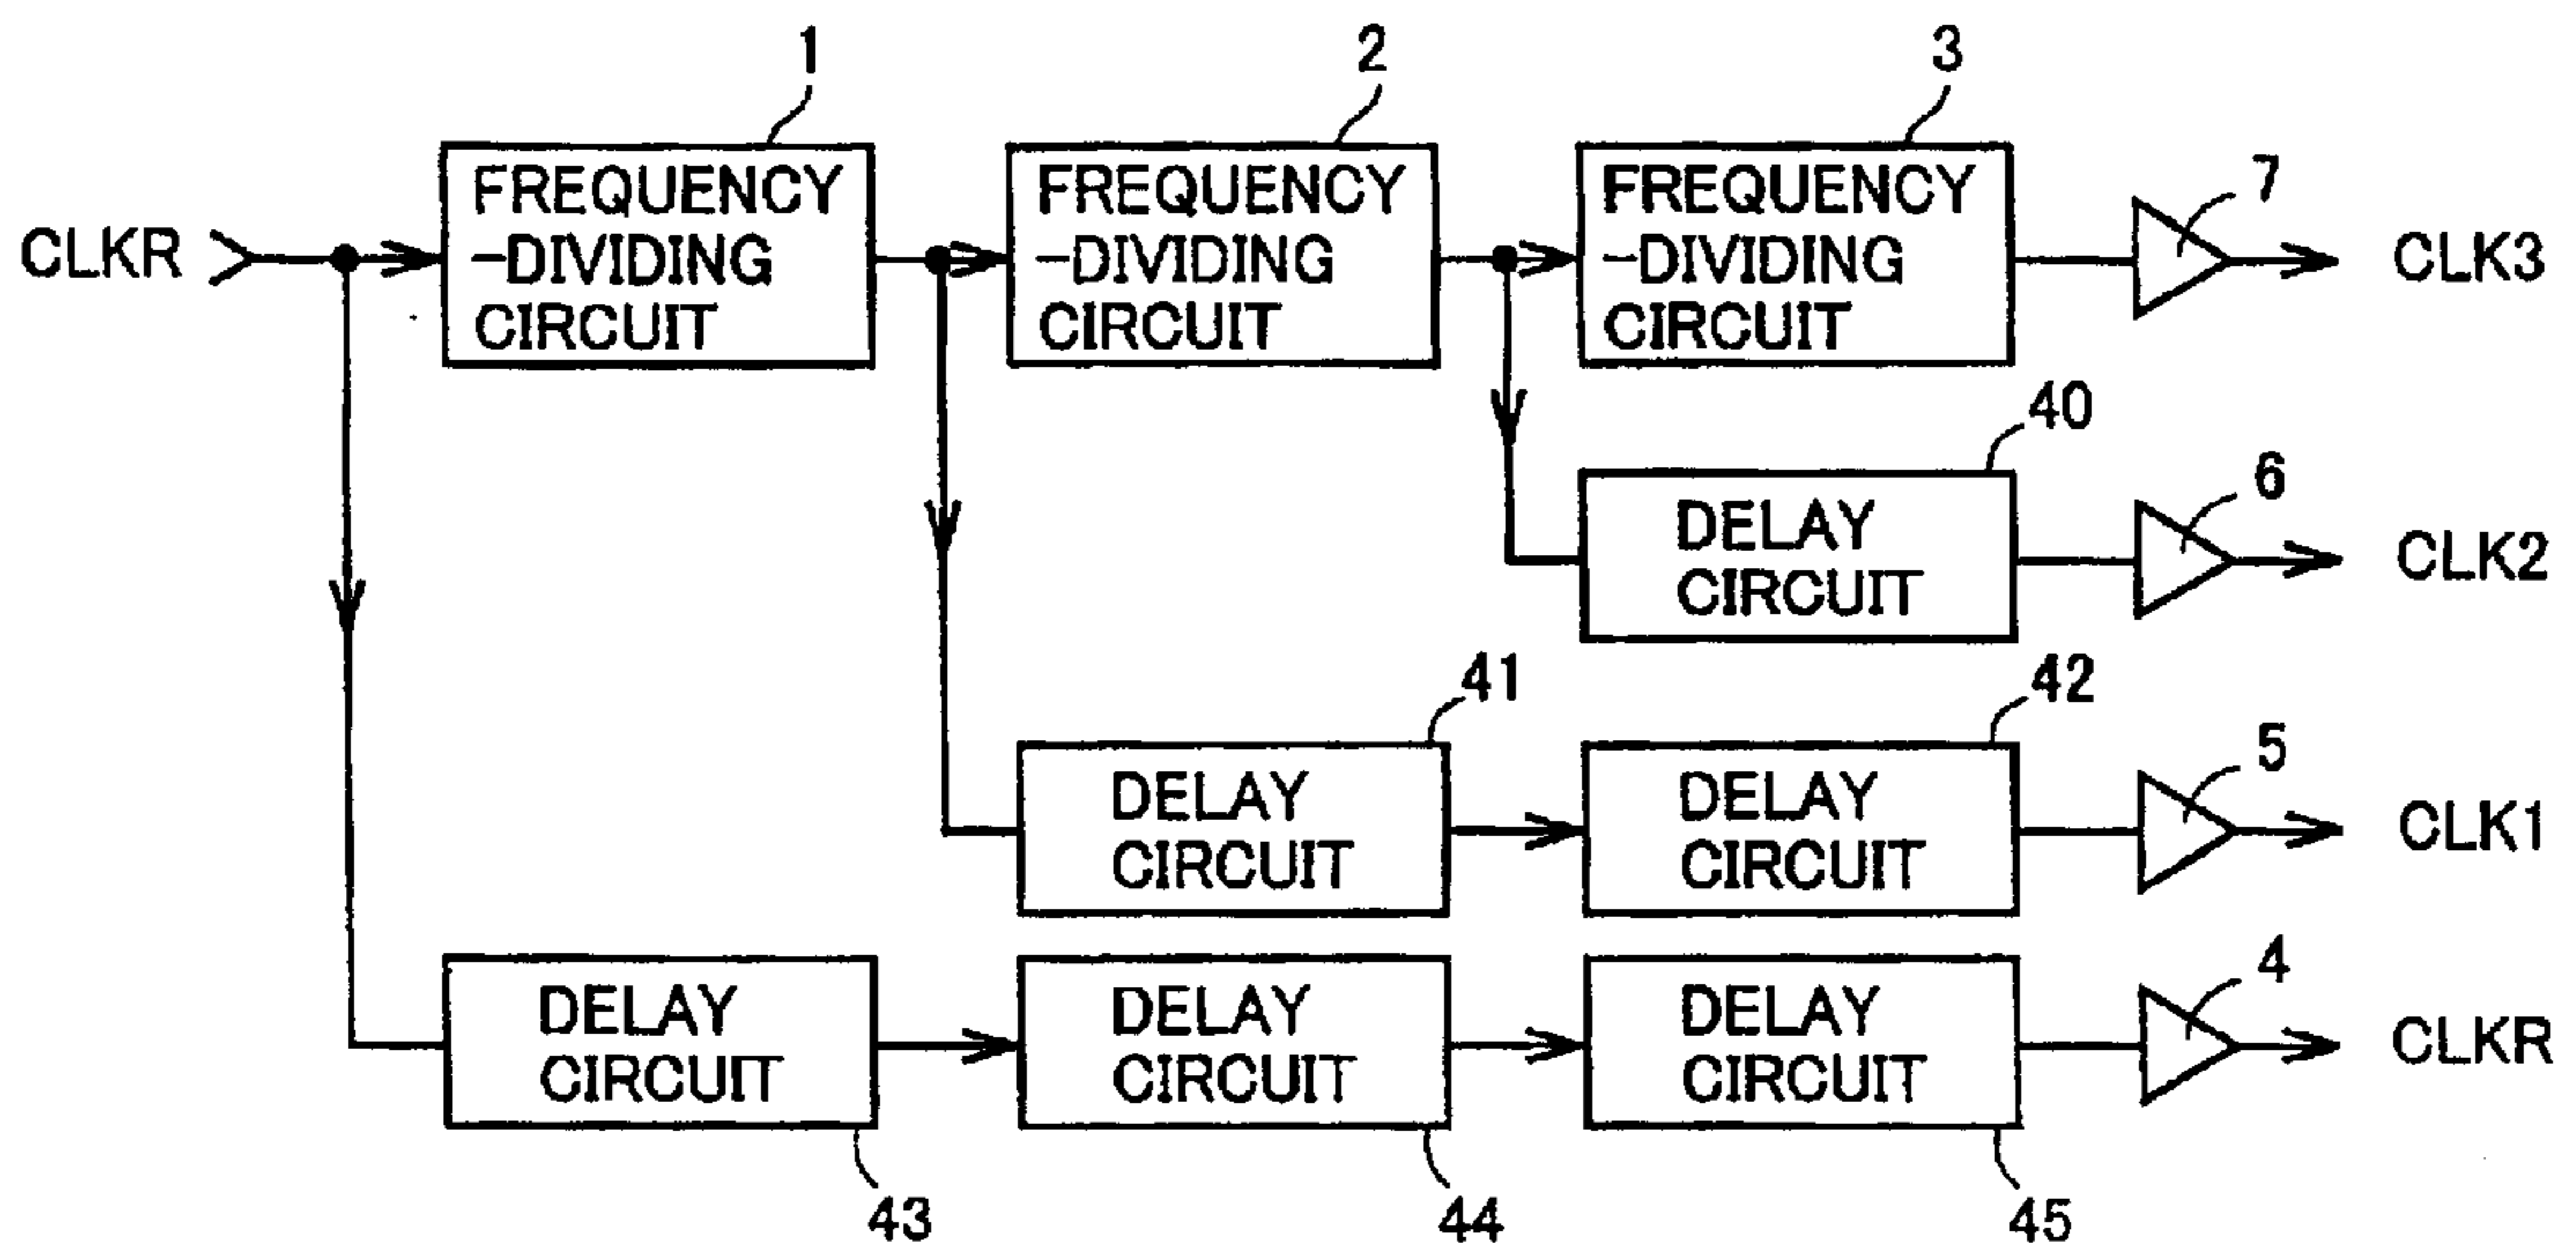 1
2
3
CLKR
FREQUENCY
-DIVIDING
CIRCUIT
FREQUENCY
-DIVIDING
CIRCUIT
FREQUENCY
-DIVIDING
CIRCUIT
7
CLK3
40
DELAY
CIRCUIT
6
CLK2
41
42
DELAY
CIRCUIT
DELAY
CIRCUIT
5
CLK1
DELAY
CIRCUIT
DELAY
CIRCUIT
DELAY
CIRCUIT
4
CLKR
43
44
45